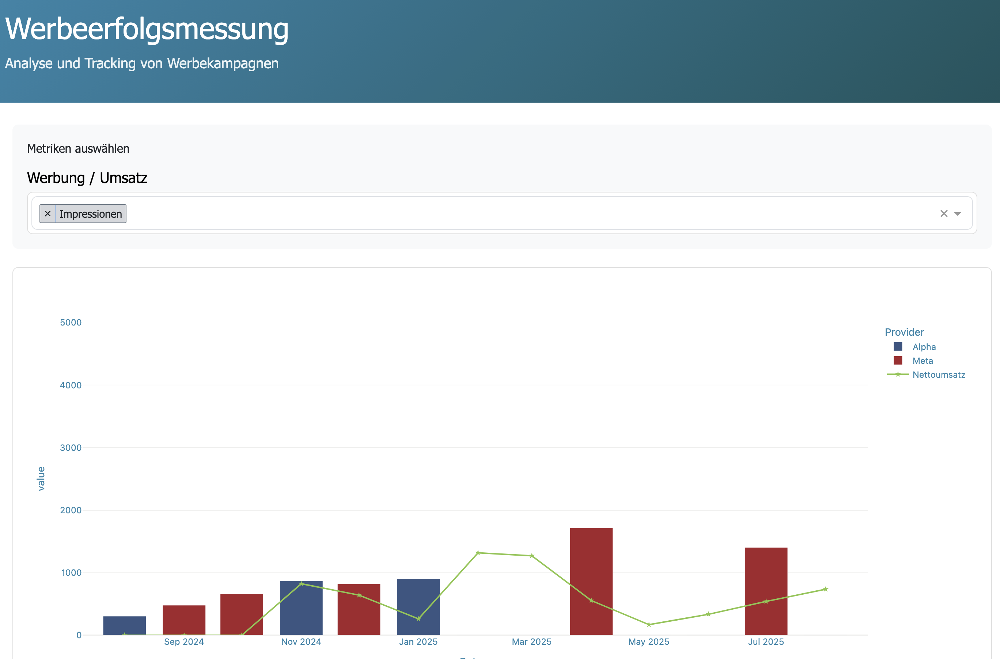 Werbeerfolgsmessung
Analyse und Tracking von Werbekampagnen
Metriken auswählen
Werbung / Umsatz
× Impressionen
5000
4000
3000
2000
1000
0
value
Sep 2024
Nov 2024
Jan 2025
Mar 2025
May 2025
Jul 2025
Provider
Alpha
Meta
Nettoumsatz